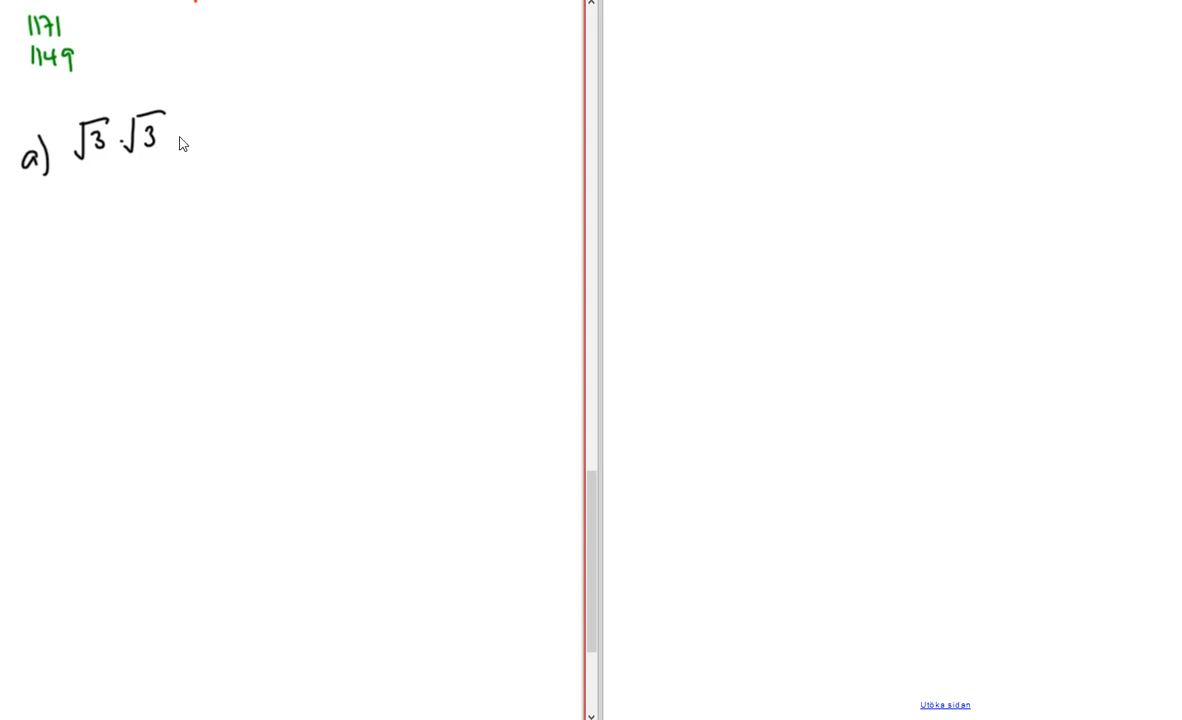 1171
1149
a) √3 · √3
Utöka sidan